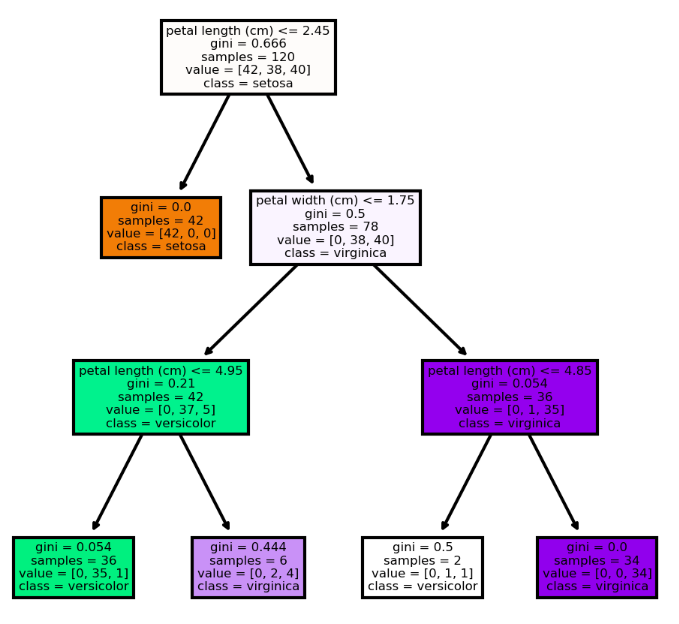 petal length (cm) <= 2.45
gini = 0.666
samples = 120
value = [42, 38, 40]
class = setosa
gini = 0.0
samples = 42
value = [42, 0, 0]
class = setosa
petal width (cm) <= 1.75
gini = 0.5
samples = 78
value = [0, 38, 40]
class = virginica
petal length (cm) <= 4.95
gini = 0.21
samples = 42
value = [0, 37, 5]
class = versicolor
petal length (cm) <= 4.85
gini = 0.054
samples = 36
value = [0, 1, 35]
class = virginica
gini = 0.054
samples = 36
value = [0, 35, 1]
class = versicolor
gini = 0.444
samples = 6
value = [0, 2, 4]
class = virginica
gini = 0.5
samples = 2
value = [0, 1, 1]
class = versicolor
gini = 0.0
samples = 34
value = [0, 0, 34]
class = virginica